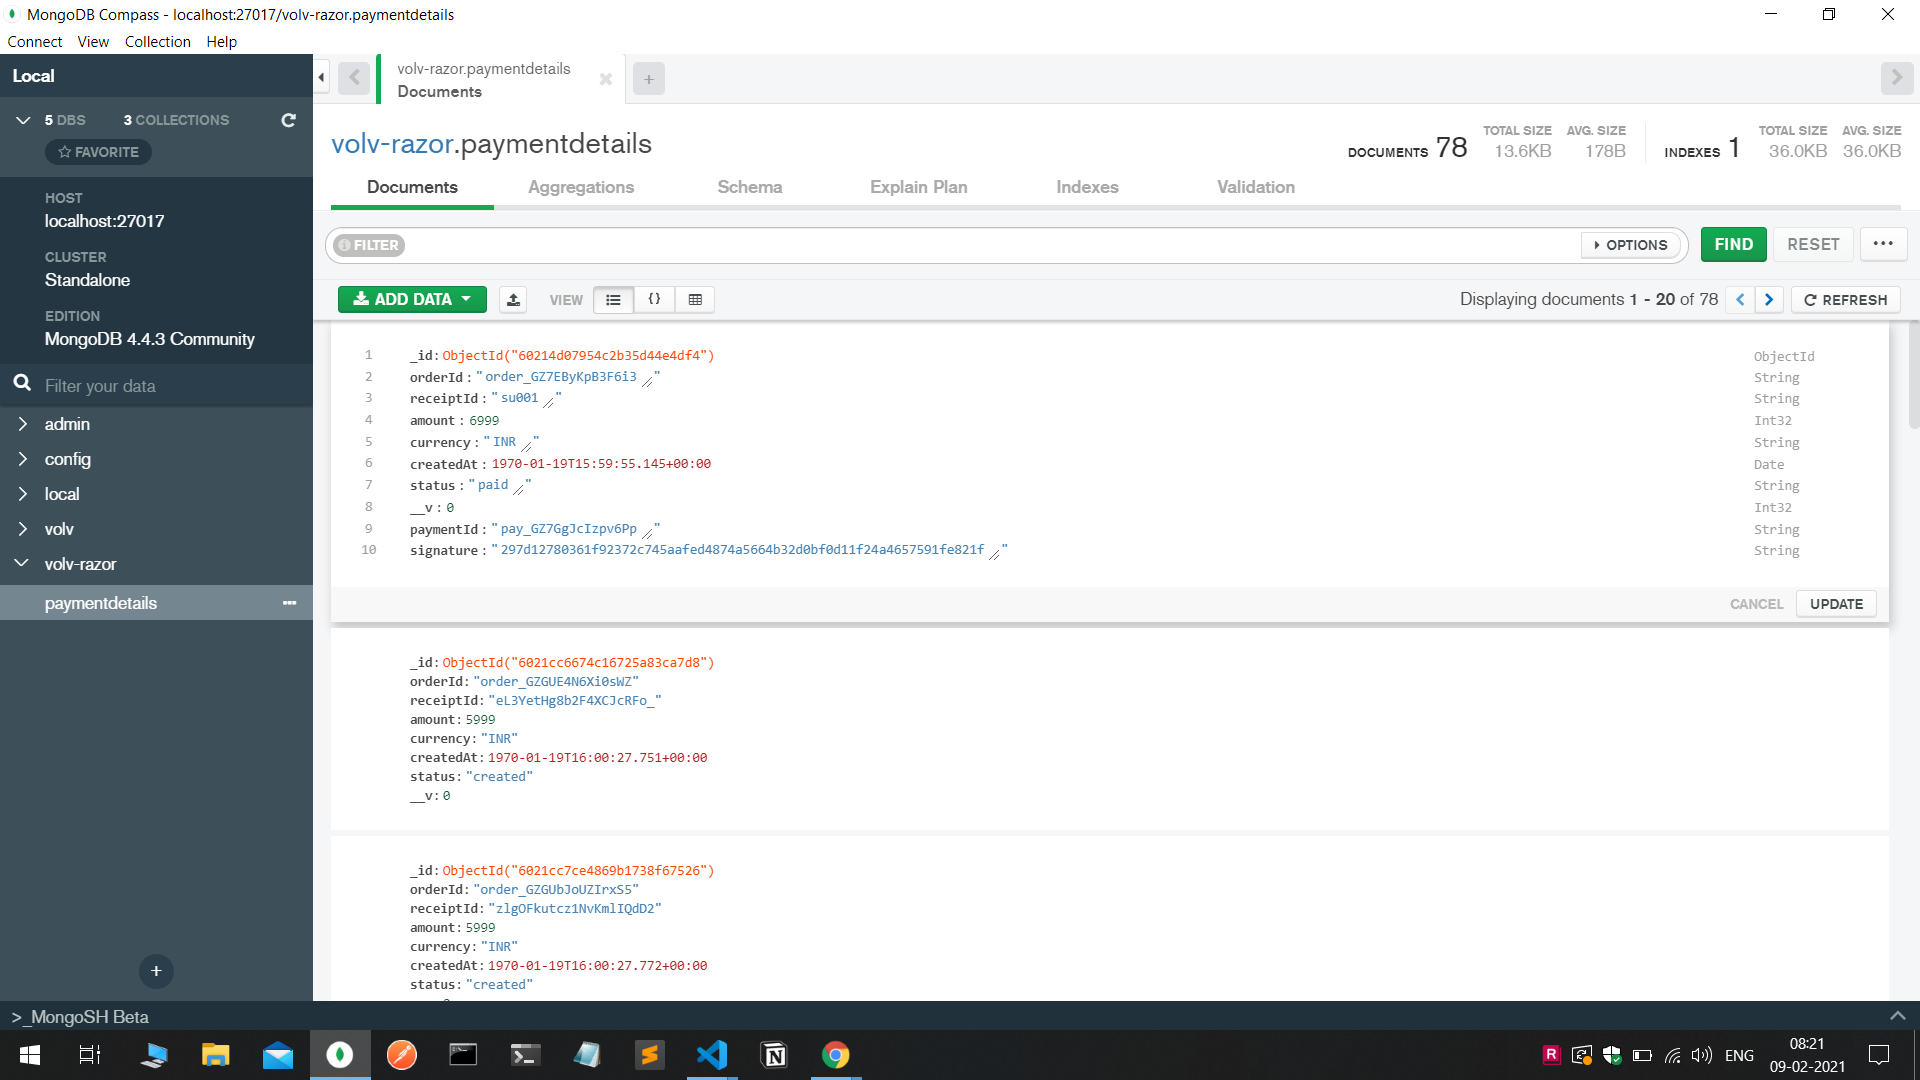 MongoDB Compass - localhost:27017/volv-razor.paymentdetails
Connect View Collection Help
Local
5 DBS 3 COLLECTIONS
FAVORITE
HOST
localhost:27017
CLUSTER
Standalone
EDITION
MongoDB 4.4.3 Community
Filter your data
admin
config
local
volv
volv-razor
paymentdetails
volv-razor.paymentdetails
Documents
volv-razor.paymentdetails
DOCUMENTS 78 TOTAL SIZE 13.6KB AVG. SIZE 178B INDEXES 1 TOTAL SIZE 36.0KB AVG. SIZE 36.0KB
Documents Aggregations Schema Explain Plan Indexes Validation
FILTER OPTIONS FIND RESET
ADD DATA VIEW {} Displaying documents 1 - 20 of 78 REFRESH
1 _id: ObjectId("60214d07954c2b35d44e4df4") ObjectId
2 orderId : "order_GZ7EByKpB3F6i3" String
3 receiptId : "su001" String
4 amount : 6999 Int32
5 currency : "INR" String
6 createdAt : 1970-01-19T15:59:55.145+00:00 Date
7 status : "paid" String
8 __v : 0 Int32
9 paymentId : "pay_GZ7GgJcIzpv6Pp" String
10 signature : "297d12780361f92372c745aafed4874a5664b32d0bf0d11f24a4657591fe821f" String
CANCEL UPDATE
_id: ObjectId("6021cc6674c16725a83ca7d8")
orderId: "order_GZGUE4N6Xi0sWZ"
receiptId: "eL3YetHg8b2F4XCJcRFo_"
amount: 5999
currency: "INR"
createdAt: 1970-01-19T16:00:27.751+00:00
status: "created"
__v: 0
_id: ObjectId("6021cc7ce4869b1738f67526")
orderId: "order_GZGUbJoUZIrxS5"
receiptId: "zlgOFkutcz1NvKmlIQdD2"
amount: 5999
currency: "INR"
createdAt: 1970-01-19T16:00:27.772+00:00
status: "created"
>_MongoSH Beta
ENG
08:21
09-02-2021